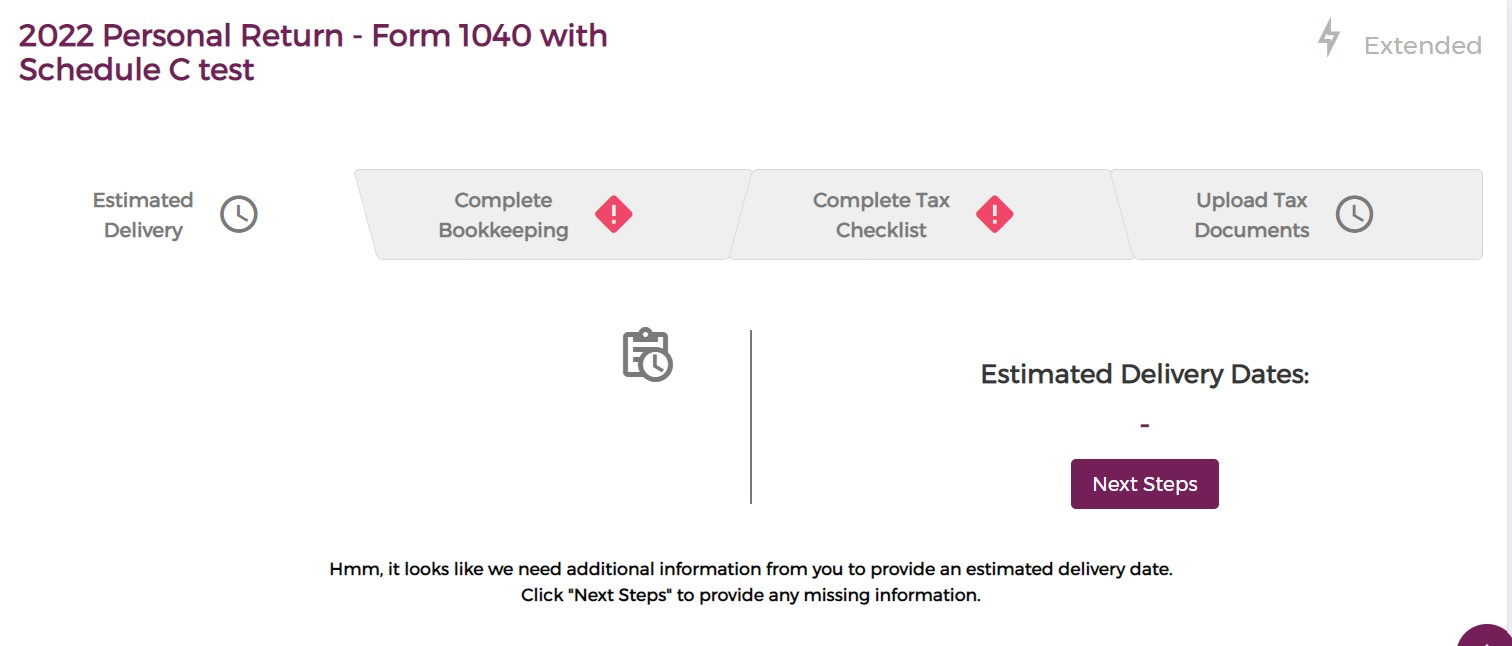 2022 Personal Return - Form 1040 with
Schedule C test
Extended
Estimated
Delivery
Complete
Bookkeeping
Complete Tax
Checklist
Upload Tax
Documents
Estimated Delivery Dates:
-
Next Steps
Hmm, it looks like we need additional information from you to provide an estimated delivery date.
Click "Next Steps" to provide any missing information.